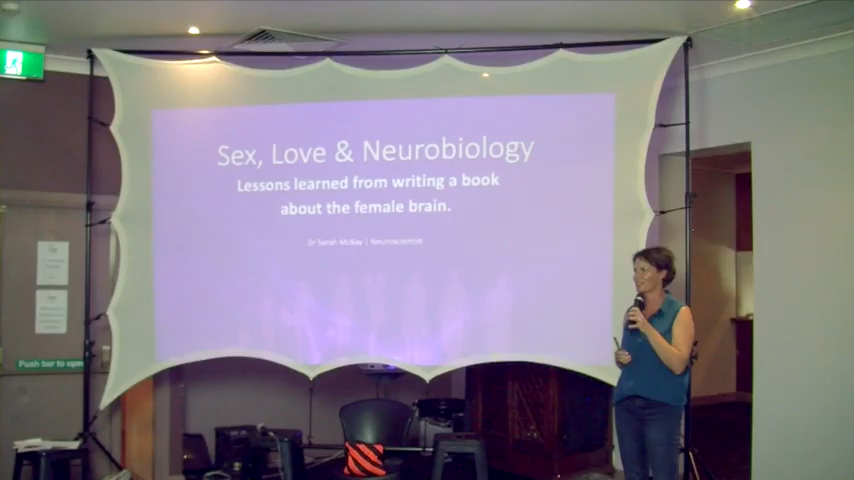 Sex, Love & Neurobiology
Lessons learned from writing a book
about the female brain.
Dr Sarah McKay | Neuroscientist
Push bar to open